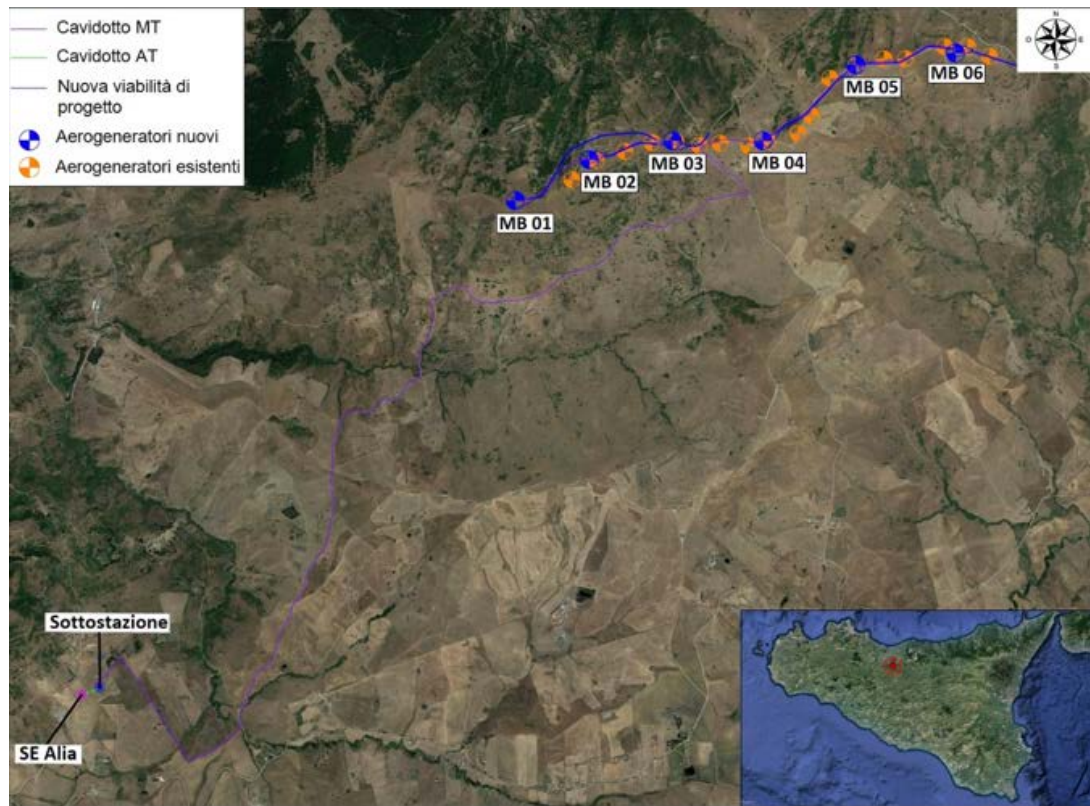 Cavidotto MT
Cavidotto AT
Nuova viabilità di
progetto
Aerogeneratori nuovi
Aerogeneratori esistenti
N
O
E
S
MB 05
MB 06
MB 03
MB 04
MB 02
MB 01
Sottostazione
SE Alia